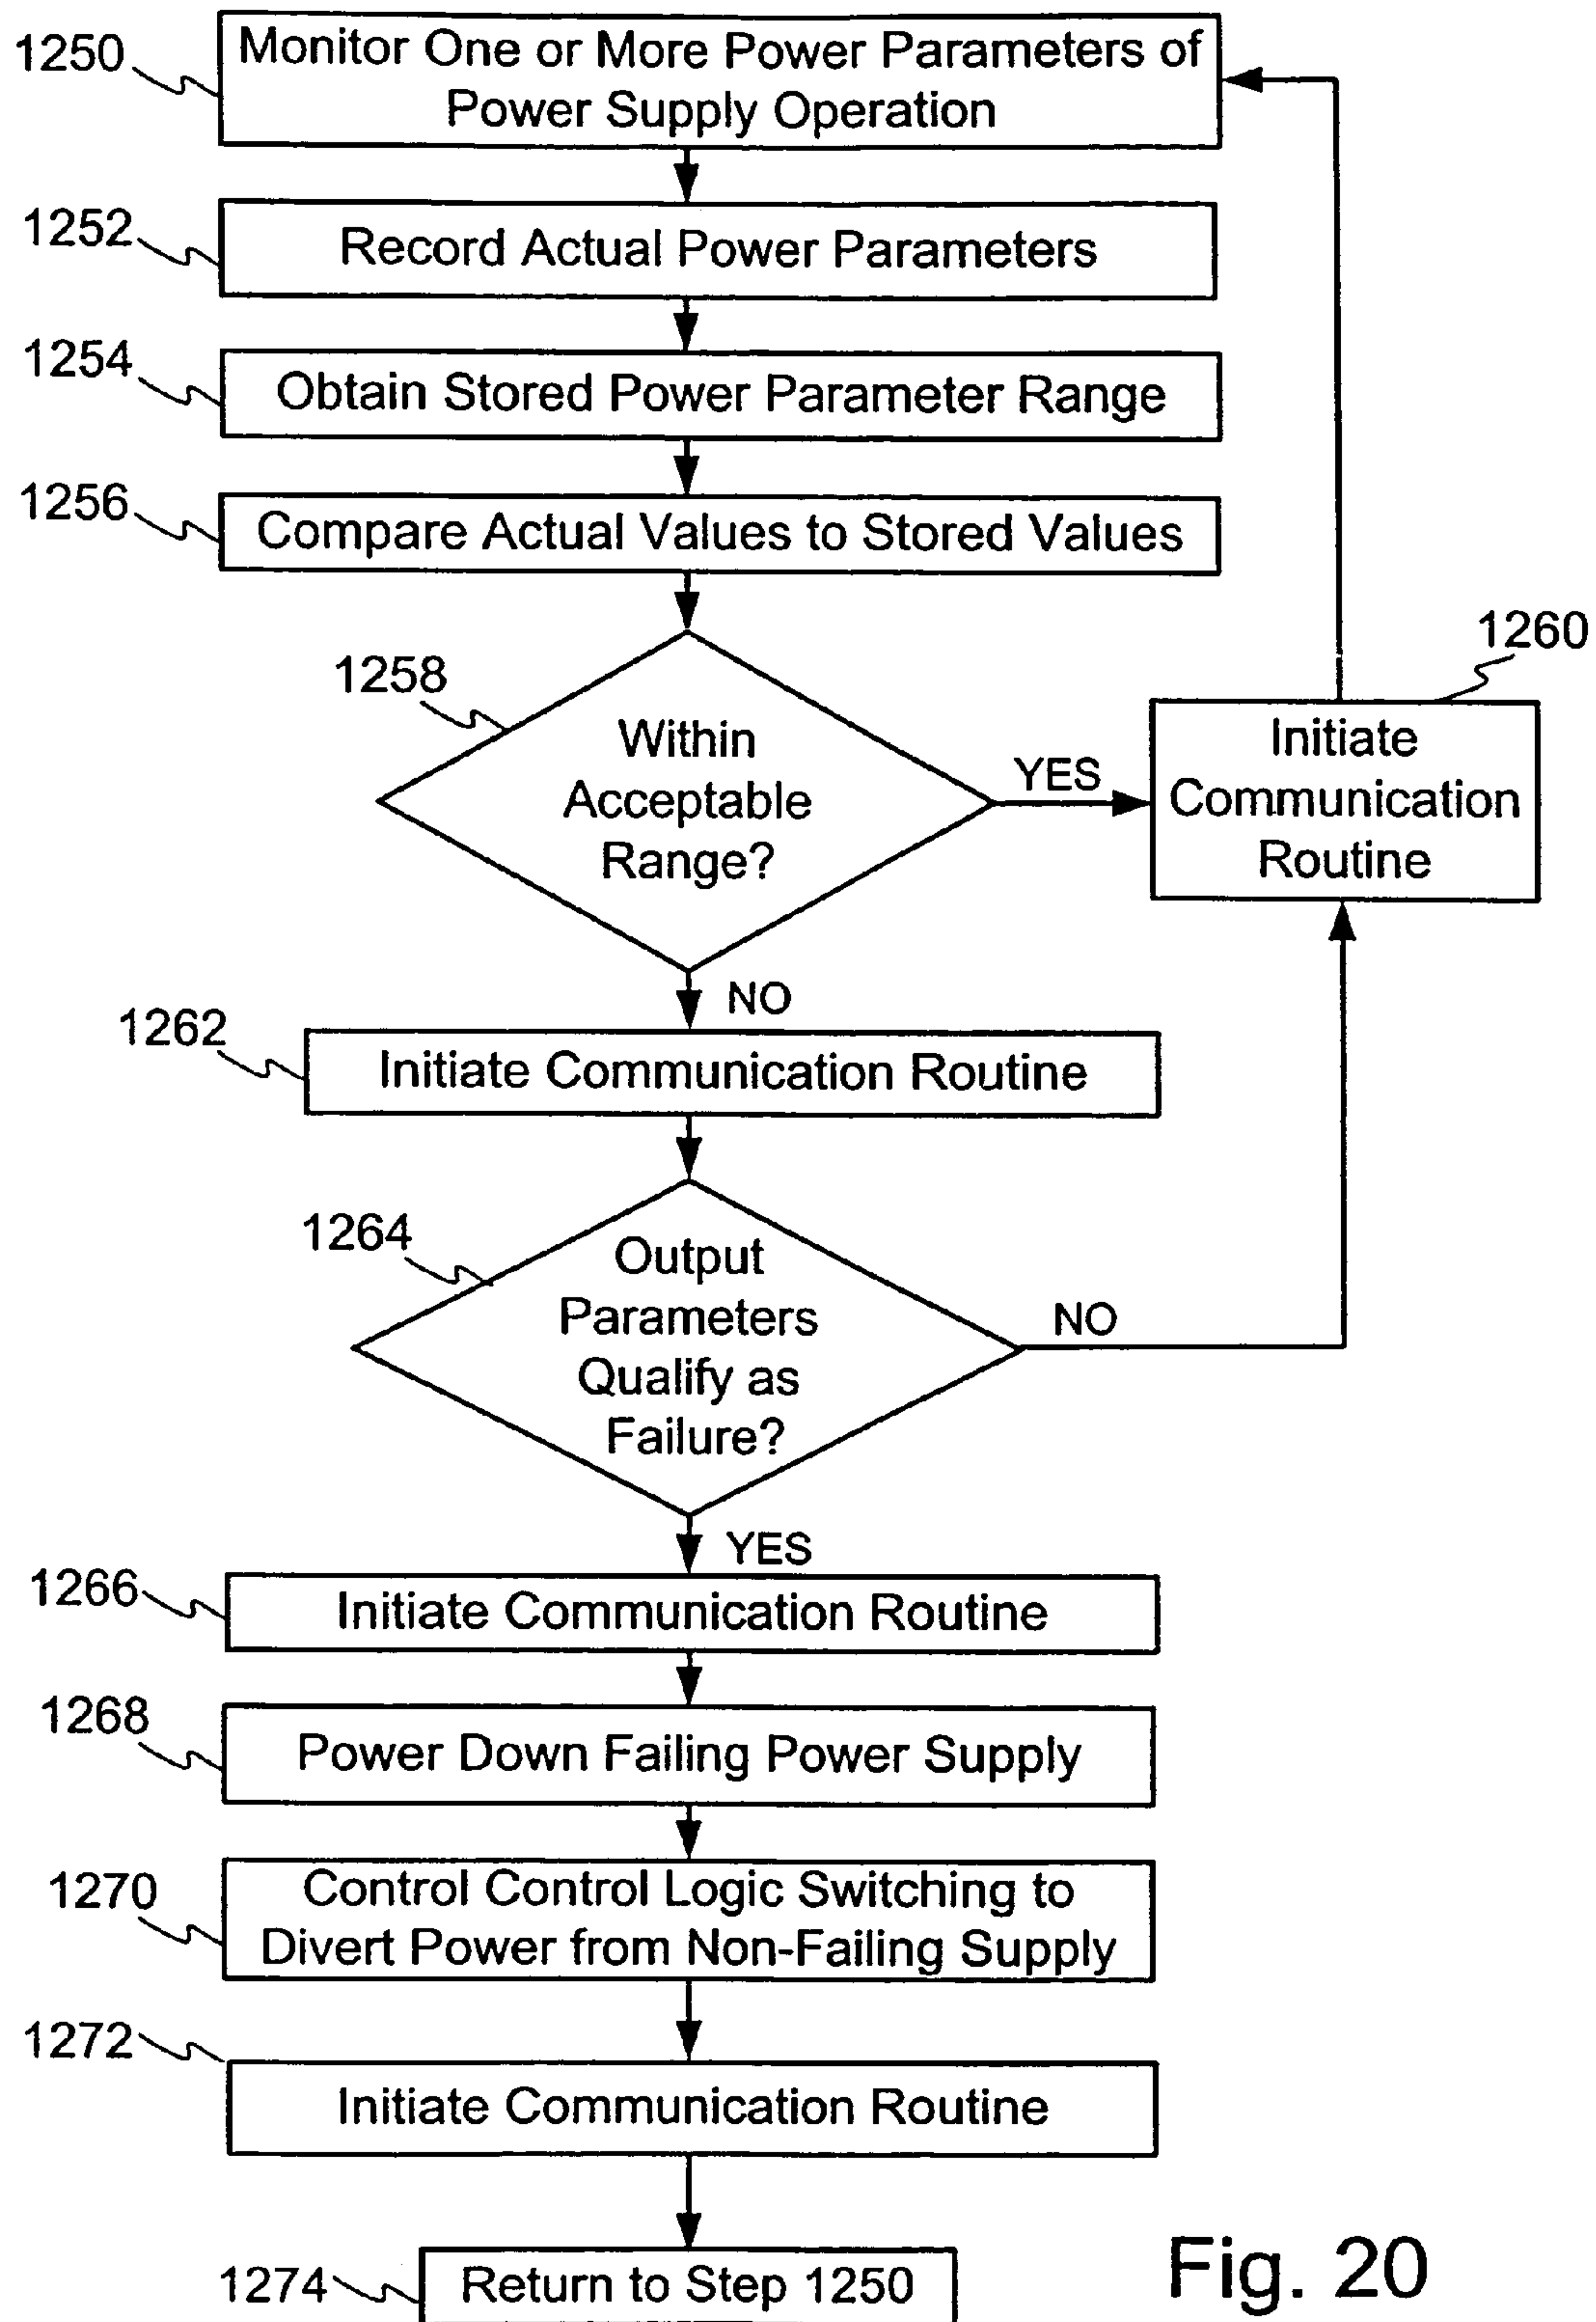 1250
Monitor One or More Power Parameters of
Power Supply Operation
1252
Record Actual Power Parameters
1254
Obtain Stored Power Parameter Range
1256
Compare Actual Values to Stored Values
1258
Within
Acceptable
Range?
YES
1260
Initiate
Communication
Routine
NO
1262
Initiate Communication Routine
1264
Output
Parameters
Qualify as
Failure?
NO
YES
1266
Initiate Communication Routine
1268
Power Down Failing Power Supply
1270
Control Control Logic Switching to
Divert Power from Non-Failing Supply
1272
Initiate Communication Routine
1274
Return to Step 1250
Fig. 20